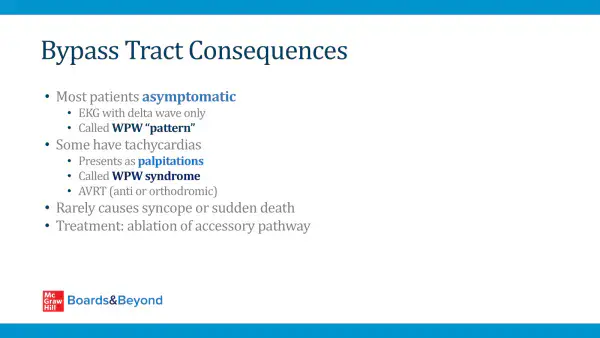 Bypass Tract Consequences
• Most patients asymptomatic
• EKG with delta wave only
• Called WPW “pattern”
• Some have tachycardias
• Presents as palpitations
• Called WPW syndrome
• AVRT (anti or orthodromic)
• Rarely causes syncope or sudden death
• Treatment: ablation of accessory pathway
Mc
Graw
Hill
Boards&Beyond